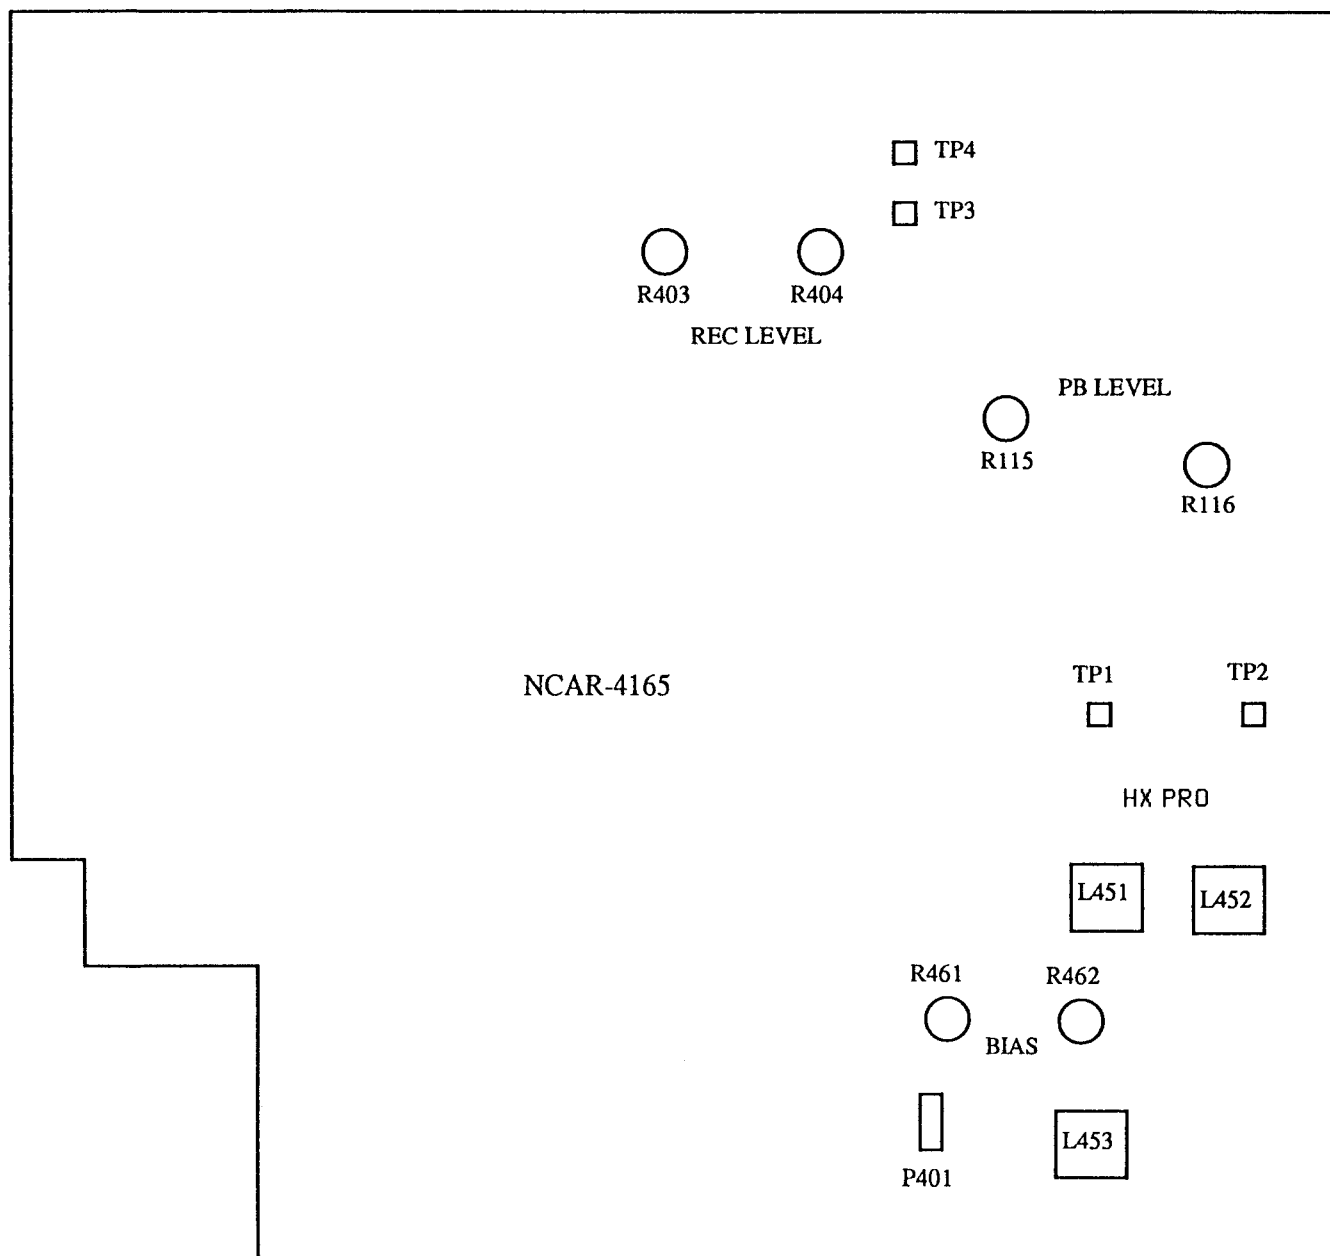 TP4
TP3
R403
R404
REC LEVEL
PB LEVEL
R115
R116
NCAR-4165
TP1
TP2
HX PRO
L451
L452
R461
R462
BIAS
L453
P401